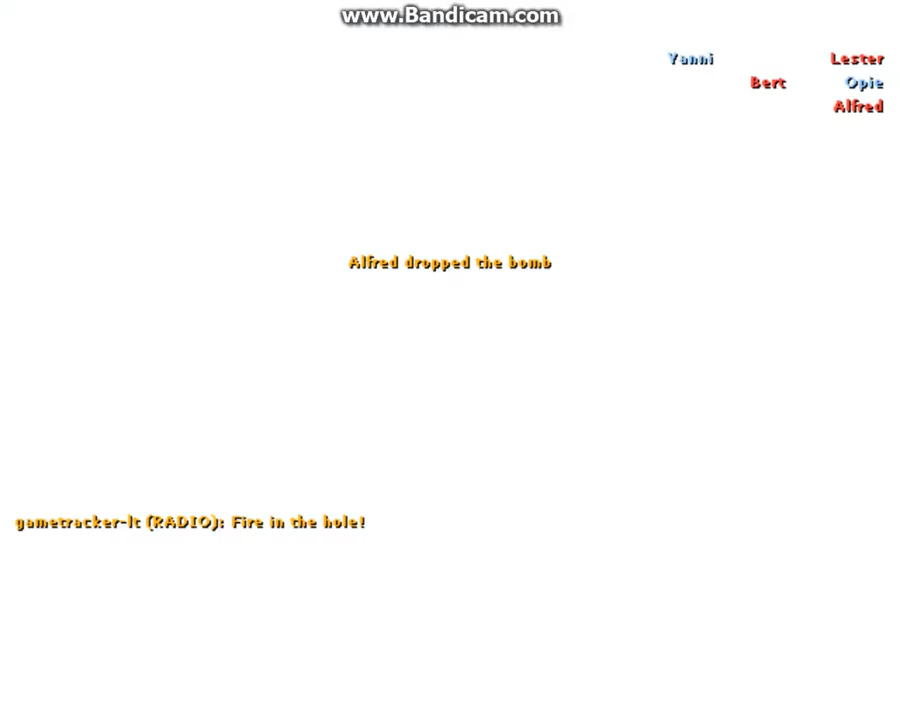 www.Bandicam.com
Yanni Lester
Bert Opie
Alfred
Alfred dropped the bomb
gametracker-lt (RADIO): Fire in the hole!